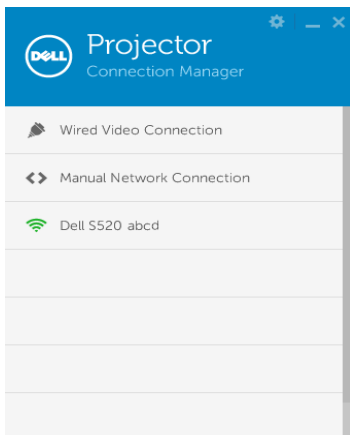 DELL
Projector
Connection Manager
Wired Video Connection
Manual Network Connection
Dell S520 abcd